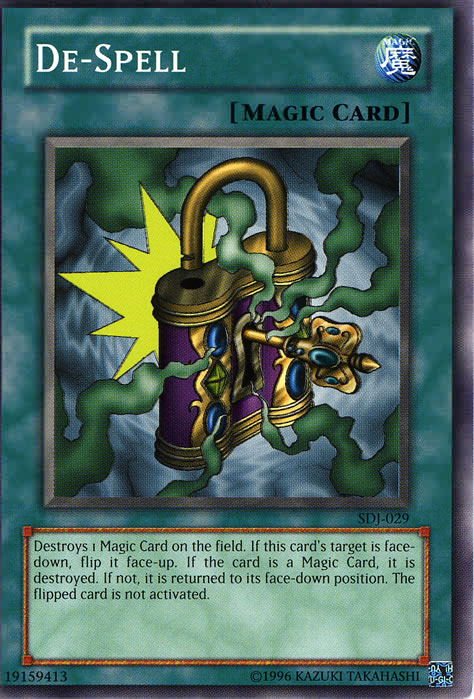 De-Spell
MAGIC
魔
[Magic Card]
SDJ-029
Destroys 1 Magic Card on the field. If this card's target is face-
down, flip it face-up. If the card is a Magic Card, it is
destroyed. If not, it is returned to its face-down position. The
flipped card is not activated.
19159413
©1996 KAZUKI TAKAHASHI